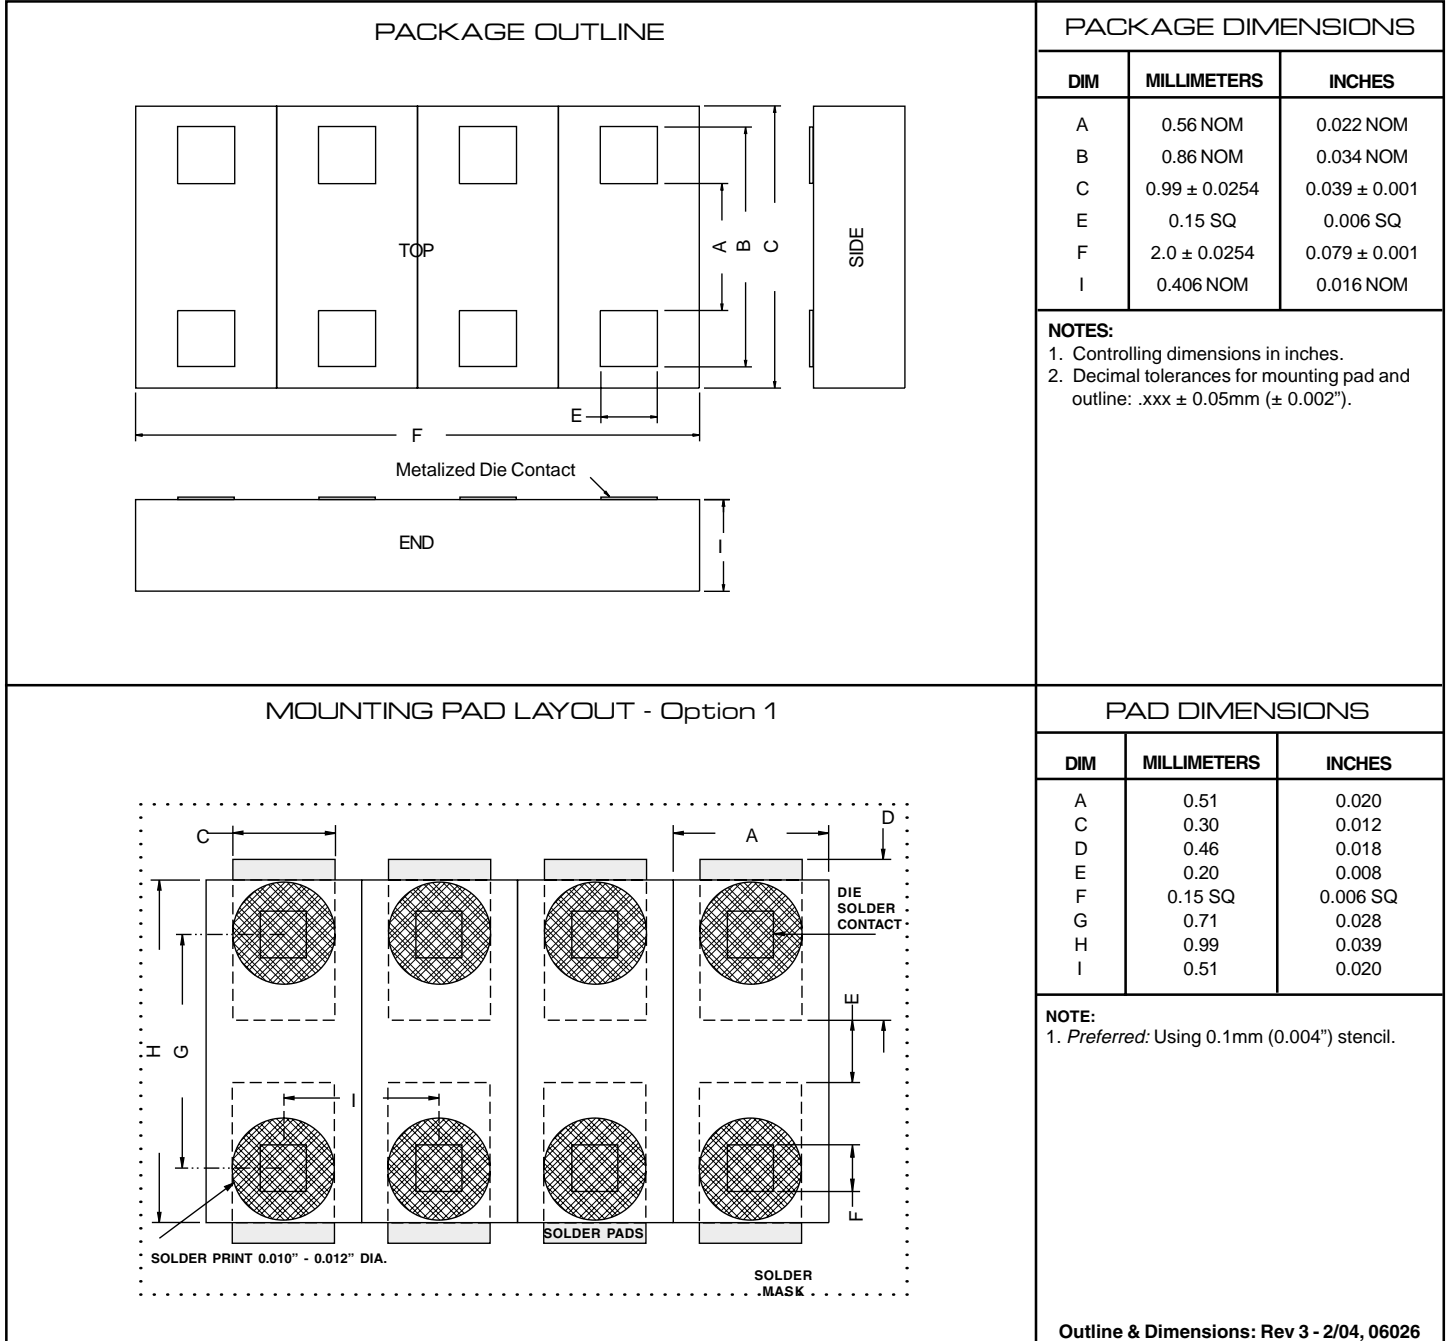 PACKAGE OUTLINE
TOP
A
B
C
SIDE
E
F
Metalized Die Contact
END
I
PACKAGE DIMENSIONS
DIM MILLIMETERS INCHES
A 0.56 NOM 0.022 NOM
B 0.86 NOM 0.034 NOM
C 0.99 ± 0.0254 0.039 ± 0.001
E 0.15 SQ 0.006 SQ
F 2.0 ± 0.0254 0.079 ± 0.001
I 0.406 NOM 0.016 NOM
NOTES:
1. Controlling dimensions in inches.
2. Decimal tolerances for mounting pad and
outline: .xxx ± 0.05mm (± 0.002”).
MOUNTING PAD LAYOUT - Option 1
C
A
D
DIE
SOLDER
CONTACT
E
H
G
I
F
SOLDER PADS
SOLDER PRINT 0.010” - 0.012” DIA.
SOLDER
MASK
PAD DIMENSIONS
DIM MILLIMETERS INCHES
A 0.51 0.020
C 0.30 0.012
D 0.46 0.018
E 0.20 0.008
F 0.15 SQ 0.006 SQ
G 0.71 0.028
H 0.99 0.039
I 0.51 0.020
NOTE:
1. Preferred: Using 0.1mm (0.004”) stencil.
Outline & Dimensions: Rev 3 - 2/04, 06026